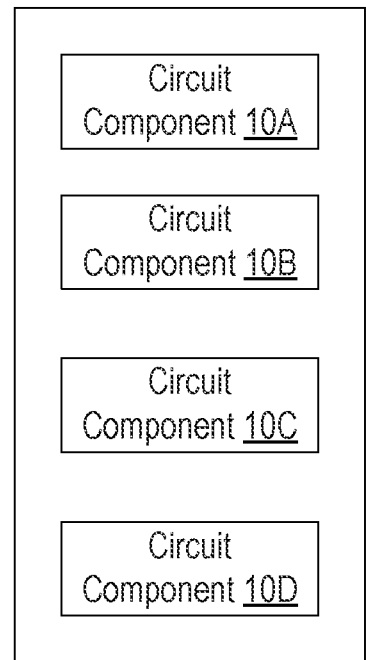 Circuit
Component 10A
Circuit
Component 10B
Circuit
Component 10C
Circuit
Component 10D